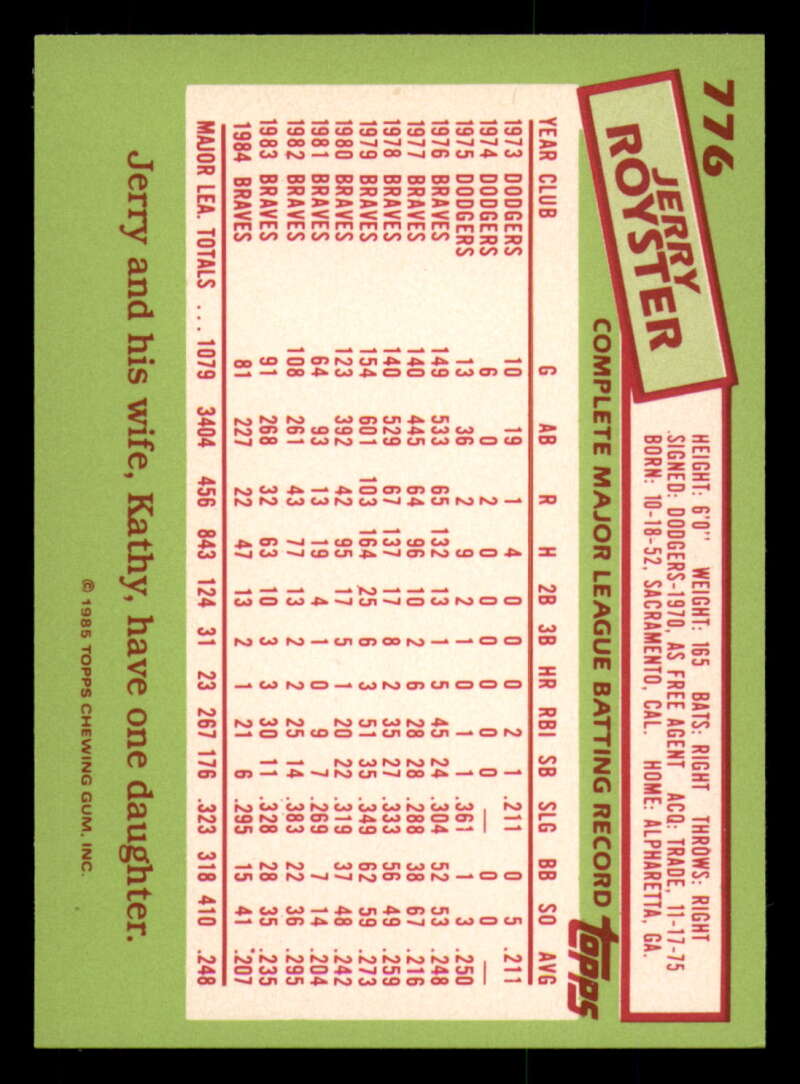 776
JERRY
ROYSTER
HEIGHT: 6'0" WEIGHT: 165 BATS: RIGHT THROWS: RIGHT
SIGNED: DODGERS-1970, AS FREE AGENT ACQ: TRADE, 11-17-75
BORN: 10-18-52, SACRAMENTO, CAL. HOME: ALPHARETTA, GA.
COMPLETE MAJOR LEAGUE BATTING RECORD topps
YEAR CLUB G AB R H 2B 3B HR RBI SB SLG BB SO AVG
1973 DODGERS 10 19 1 4 0 0 0 2 1 .211 0 5 .211
1974 DODGERS 6 0 2 0 0 0 0 0 0 — 0 0 —
1975 DODGERS 13 36 2 9 2 1 0 1 1 .361 1 3 .250
1976 BRAVES 149 533 65 132 13 1 5 45 24 .304 52 53 .248
1977 BRAVES 140 445 64 96 10 2 6 28 28 .288 38 67 .216
1978 BRAVES 140 529 67 137 17 8 2 35 27 .333 56 49 .259
1979 BRAVES 154 601 103 164 25 6 3 51 35 .349 62 59 .273
1980 BRAVES 123 392 42 95 17 5 1 20 22 .319 37 48 .242
1981 BRAVES 64 93 13 19 4 1 0 9 7 .269 7 14 .204
1982 BRAVES 108 261 43 77 13 2 2 25 14 .383 22 36 .295
1983 BRAVES 91 268 32 63 10 3 3 30 11 .328 28 35 .235
1984 BRAVES 81 227 22 47 13 2 1 21 6 .295 15 41 .207
MAJOR LEA. TOTALS ... 1079 3404 456 843 124 31 23 267 176 .323 318 410 .248
Jerry and his wife, Kathy, have one daughter.
© 1985 TOPPS CHEWING GUM, INC.